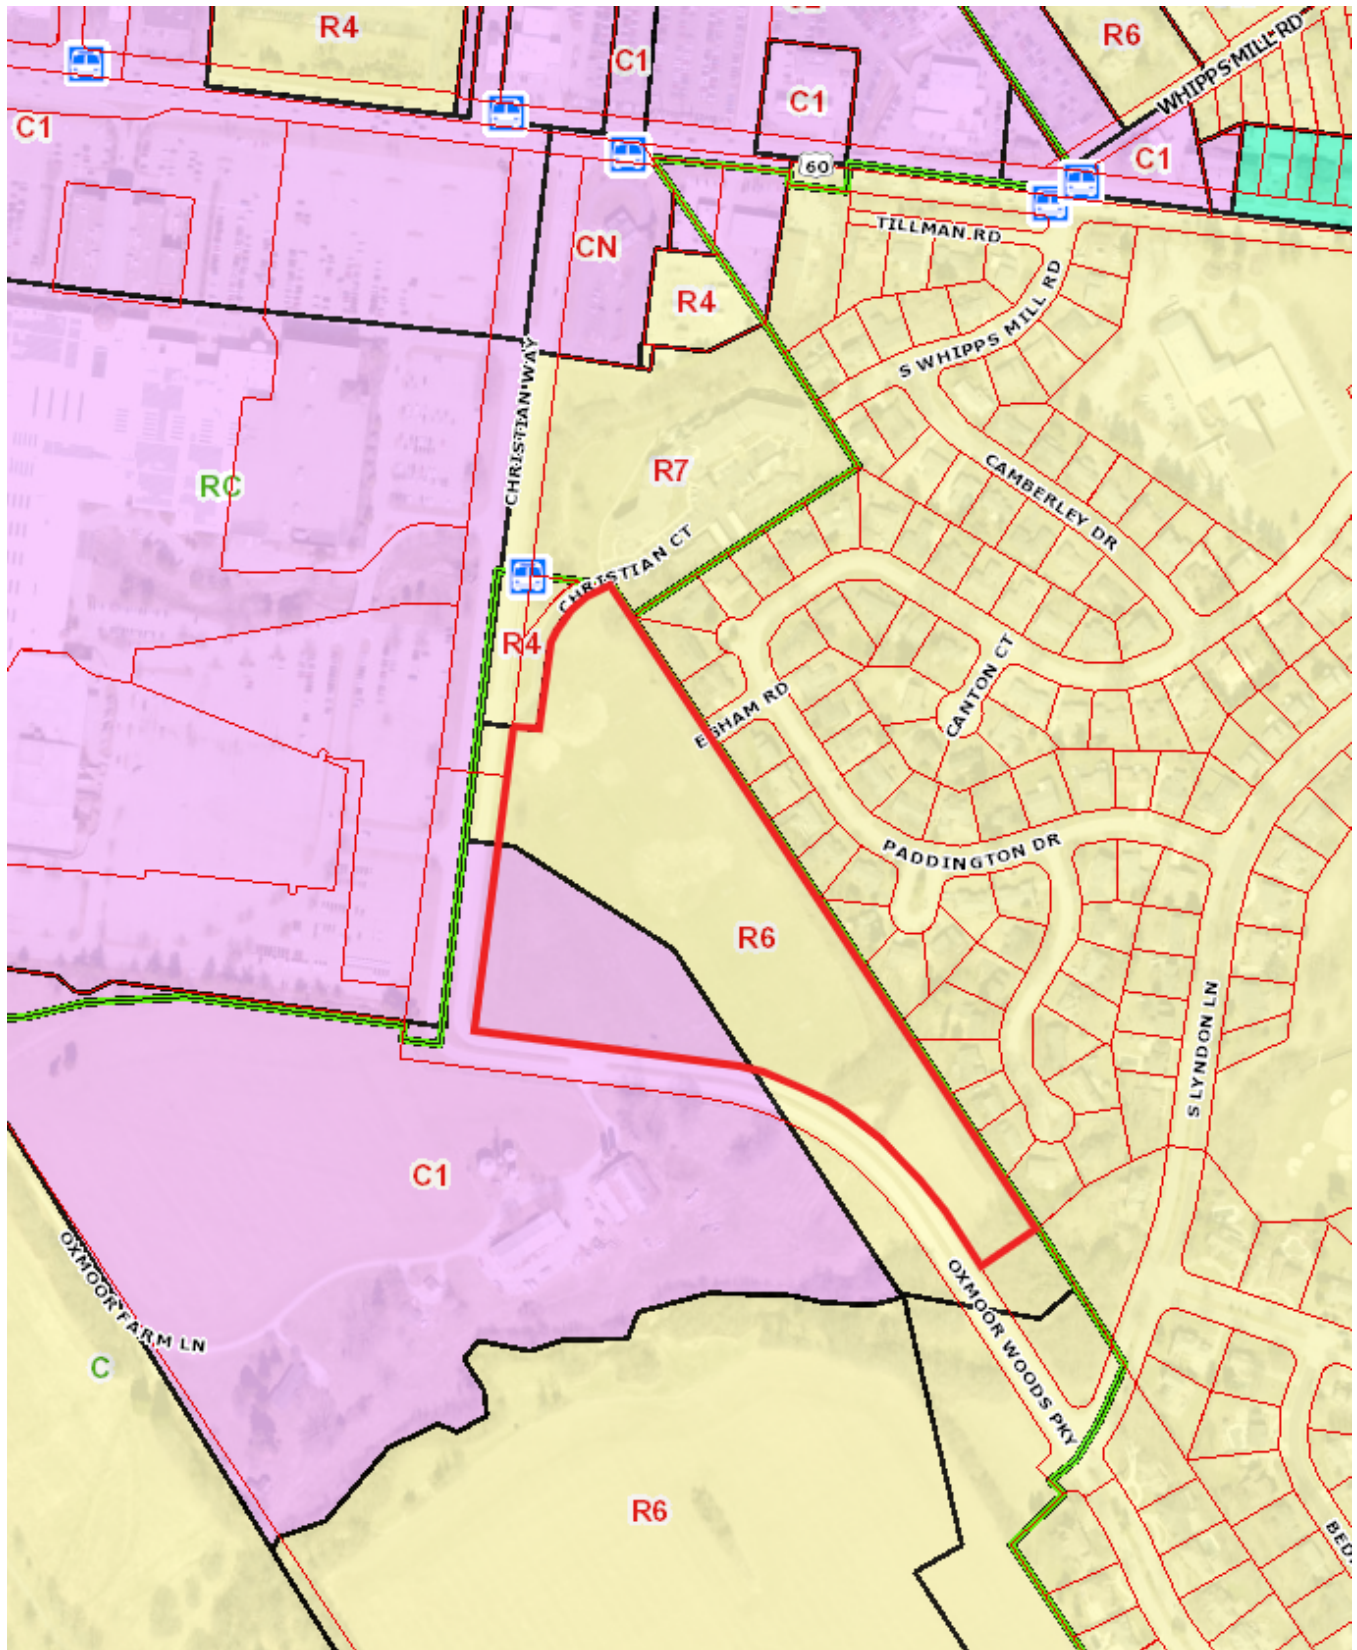 R4
R6
WHIPPS MILL RD
C1
C1
C1
C1
60
TILLMAN RD
CN
R4
S WHIPPS MILL RD
CHRISTIAN WAY
RC
R7
CAMBERLEY DR
CHRISTIAN CT
R4
CANTON CT
EGHAM RD
PADDINGTON DR
R6
S LYNDON LN
C1
OXMOOR FARM LN
C
OXMOOR WOODS PKY
R6